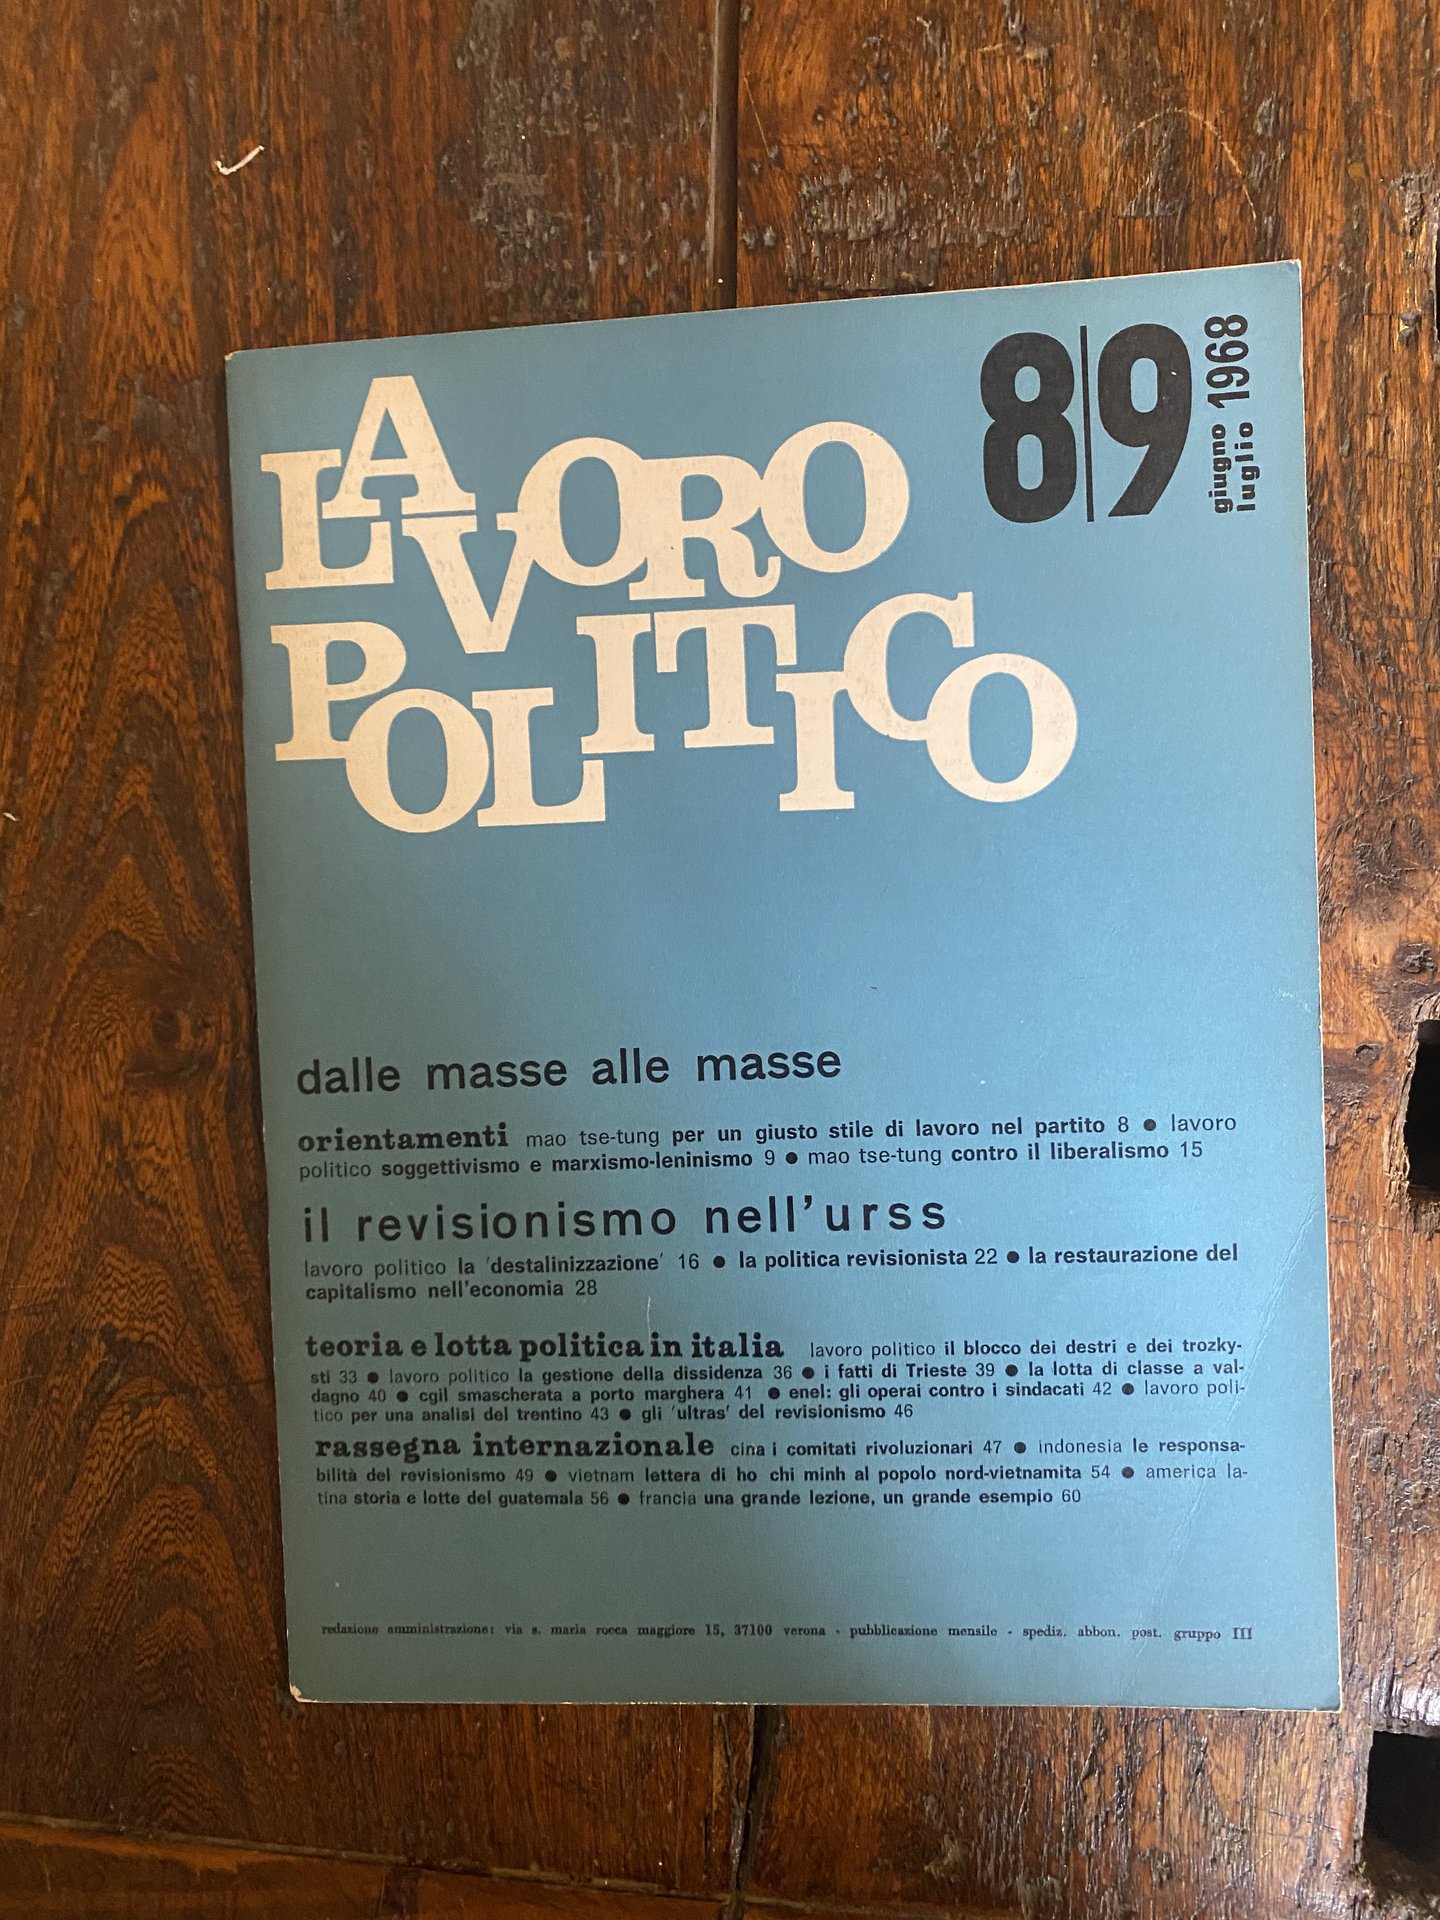 LAVORO
POLITICO
8|9
giugno
luglio 1968
dalle masse alle masse
orientamenti mao tse-tung per un giusto stile di lavoro nel partito 8 ● lavoro
politico soggettivismo e marxismo-leninismo 9 ● mao tse-tung contro il liberalismo 15
il revisionismo nell'urss
lavoro politico la 'destalinizzazione' 16 ● la politica revisionista 22 ● la restaurazione del
capitalismo nell'economia 28
teoria e lotta politica in italia lavoro politico il blocco dei destri e dei trozky-
sti 33 ● lavoro politico la gestione della dissidenza 36 ● i fatti di Trieste 39 ● la lotta di classe a val-
dagno 40 ● cgil smascherata a porto marghera 41 ● enel: gli operai contro i sindacati 42 ● lavoro poli-
tico per una analisi del trentino 43 ● gli 'ultras' del revisionismo 46
rassegna internazionale cina i comitati rivoluzionari 47 ● indonesia le responsa-
bilità del revisionismo 49 ● vietnam lettera di ho chi minh al popolo nord-vietnamita 54 ● america la-
tina storia e lotte del guatemala 56 ● francia una grande lezione, un grande esempio 60
redazione amministrazione: via s. maria rocca maggiore 15, 37100 verona - pubblicazione mensile - spediz. abbon. post. gruppo III